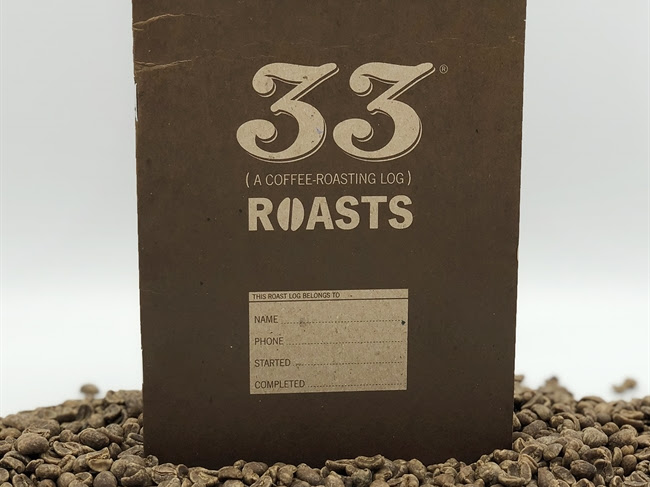 33®
( A COFFEE-ROASTING LOG )
ROASTS
THIS ROAST LOG BELONGS TO
NAME
PHONE
STARTED
COMPLETED